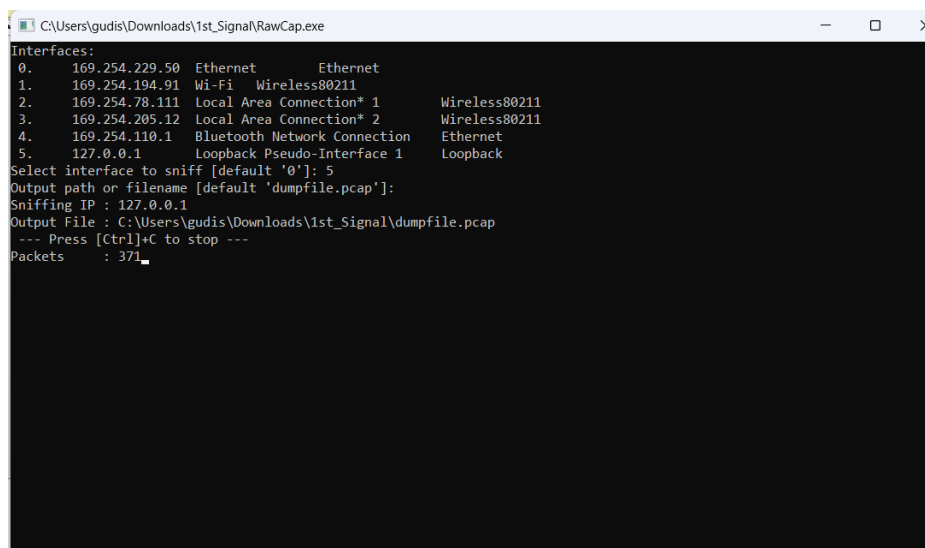 C:\Users\gudis\Downloads\1st_Signal\RawCap.exe
Interfaces:
0. 169.254.229.50 Ethernet Ethernet
1. 169.254.194.91 Wi-Fi Wireless80211
2. 169.254.78.111 Local Area Connection* 1 Wireless80211
3. 169.254.205.12 Local Area Connection* 2 Wireless80211
4. 169.254.110.1 Bluetooth Network Connection Ethernet
5. 127.0.0.1 Loopback Pseudo-Interface 1 Loopback
Select interface to sniff [default '0']: 5
Output path or filename [default 'dumpfile.pcap']:
Sniffing IP : 127.0.0.1
Output File : C:\Users\gudis\Downloads\1st_Signal\dumpfile.pcap
--- Press [Ctrl]+C to stop ---
Packets : 371